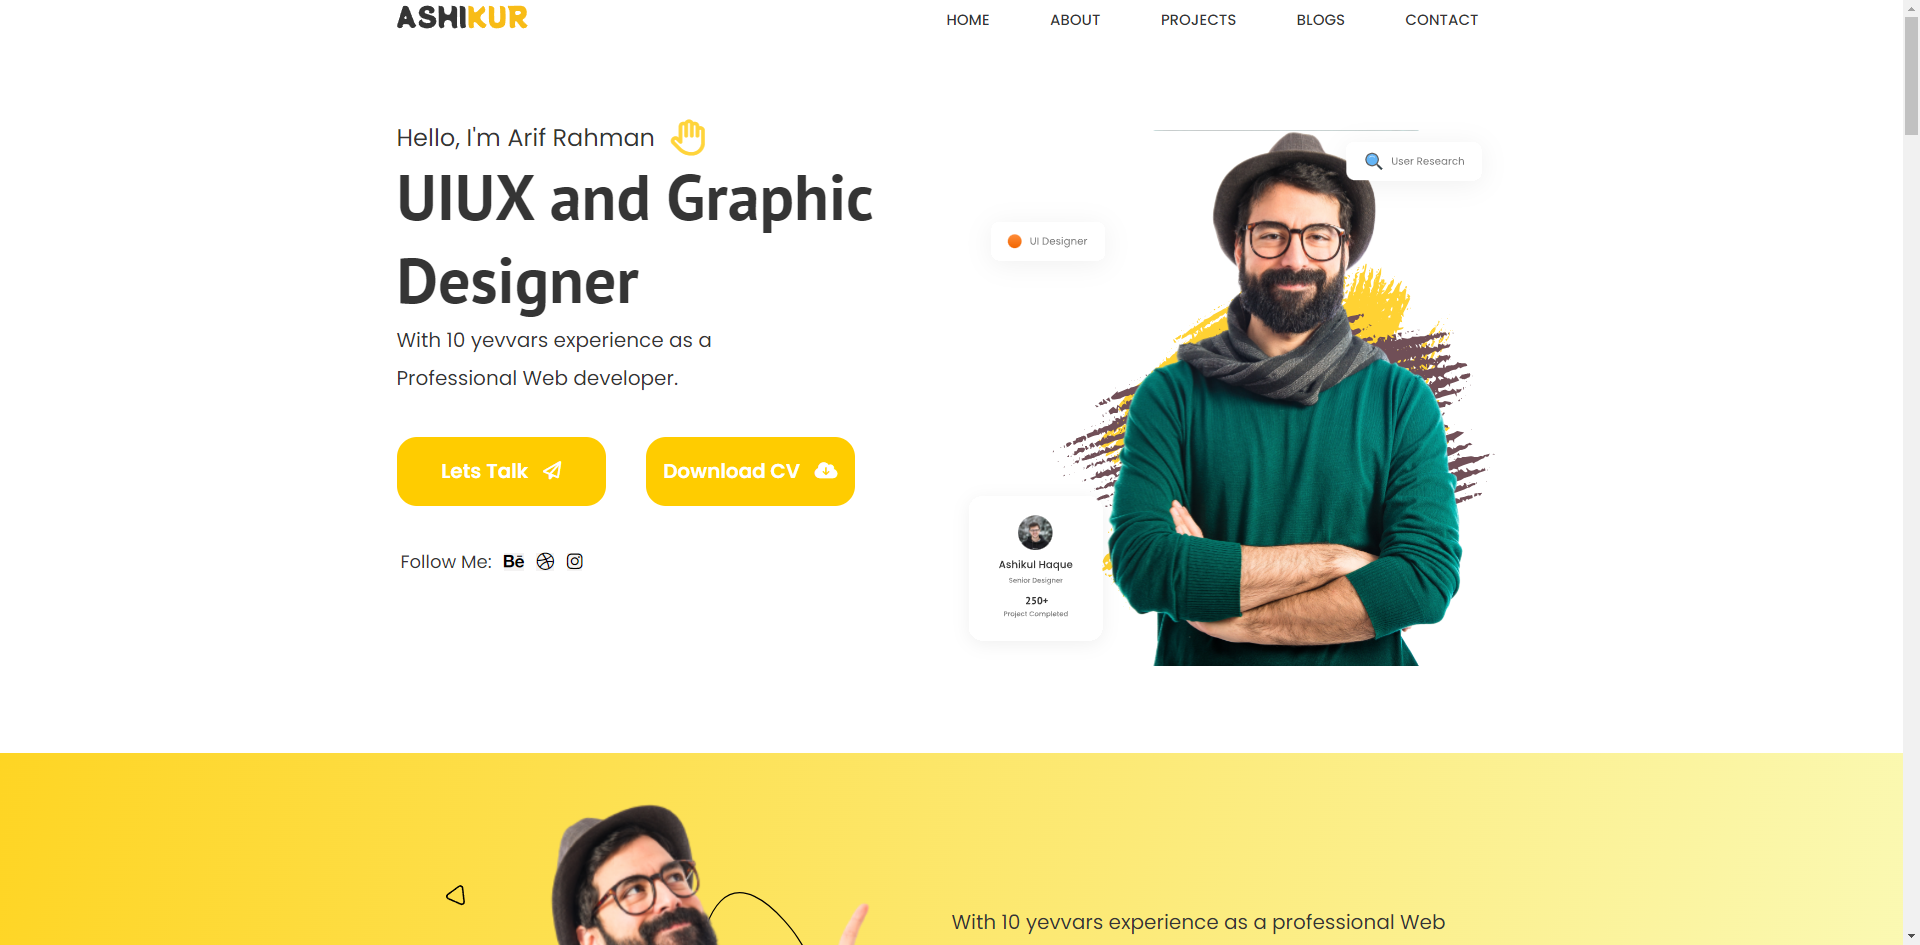 ASHIKUR
HOME ABOUT PROJECTS BLOGS CONTACT
Hello, I'm Arif Rahman
UIUX and Graphic
Designer
With 10 yevvars experience as a
Professional Web developer.
Lets Talk
Download CV
Follow Me: Bē
User Research
UI Designer
Ashikul Haque
Senior Designer
250+
Project Completed
With 10 yevvars experience as a professional Web